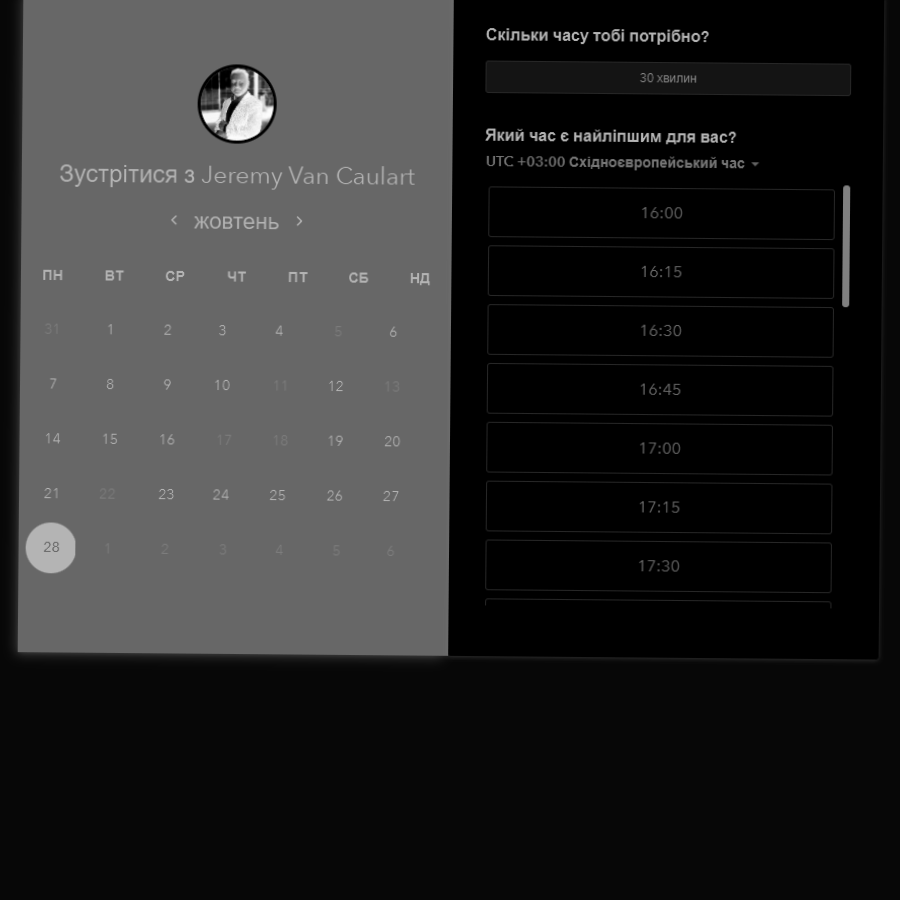 Зустрітися з Jeremy Van Caulart
жовтень
ПН ВТ СР ЧТ ПТ СБ НД
31 1 2 3 4 5 6
7 8 9 10 11 12 13
14 15 16 17 18 19 20
21 22 23 24 25 26 27
28 1 2 3 4 5 6
Скільки часу тобі потрібно?
30 хвилин
Який час є найліпшим для вас?
UTC +03:00 Східноєвропейський час
16:00
16:15
16:30
16:45
17:00
17:15
17:30